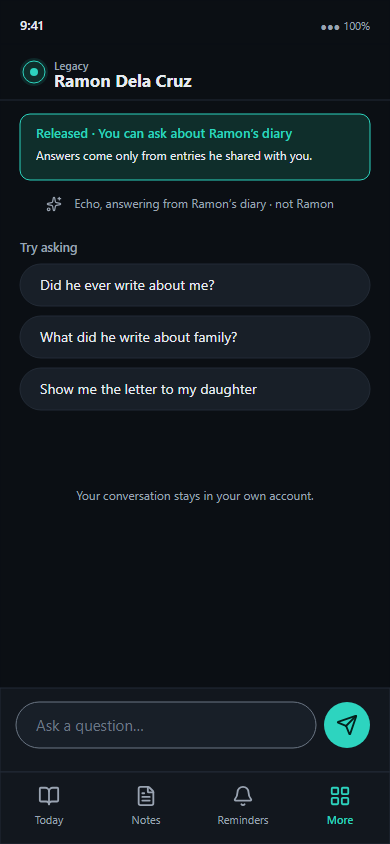 9:41
●●● 100%
Legacy
Ramon Dela Cruz
Released · You can ask about Ramon's diary
Answers come only from entries he shared with you.
Echo, answering from Ramon's diary · not Ramon
Try asking
Did he ever write about me?
What did he write about family?
Show me the letter to my daughter
Your conversation stays in your own account.
Ask a question...
Today
Notes
Reminders
More